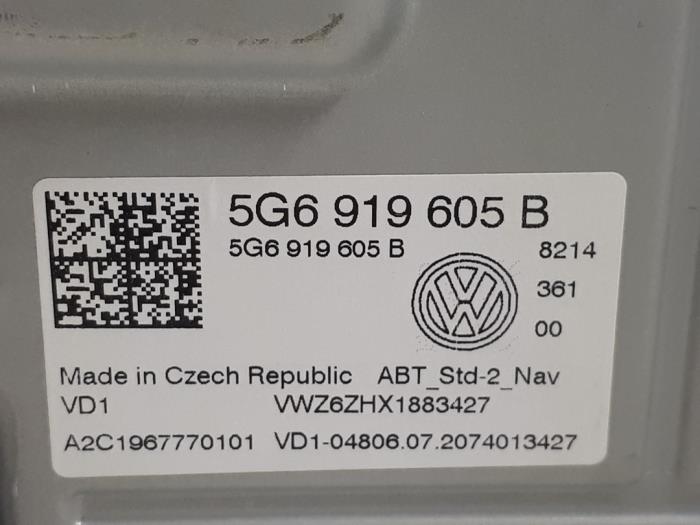 5G6 919 605 B
5G6 919 605 B 8214
361
00
Made in Czech Republic ABT_Std-2_Nav
VD1 VWZ6ZHX1883427
A2C1967770101 VD1-04806.07.2074013427